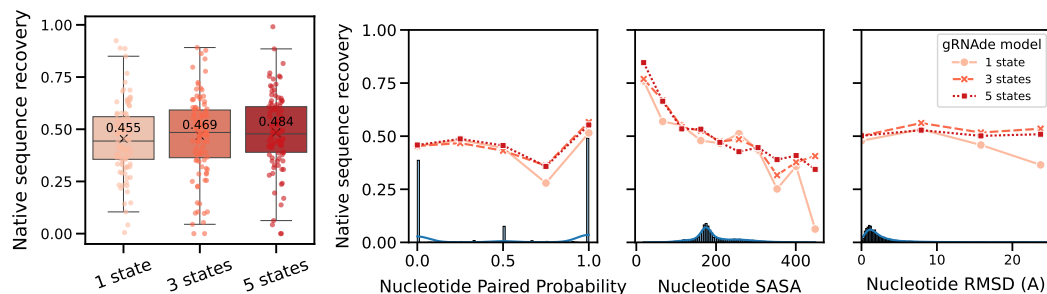 Native sequence recovery
1.00
0.75
0.50
0.25
0.00
0.455
0.469
0.484
1 state
3 states
5 states
Native sequence recovery
1.00
0.75
0.50
0.25
0.00
0.0
0.5
1.0
Nucleotide Paired Probability
0
200
400
Nucleotide SASA
gRNAde model
1 state
3 states
5 states
0
10
20
Nucleotide RMSD (A)